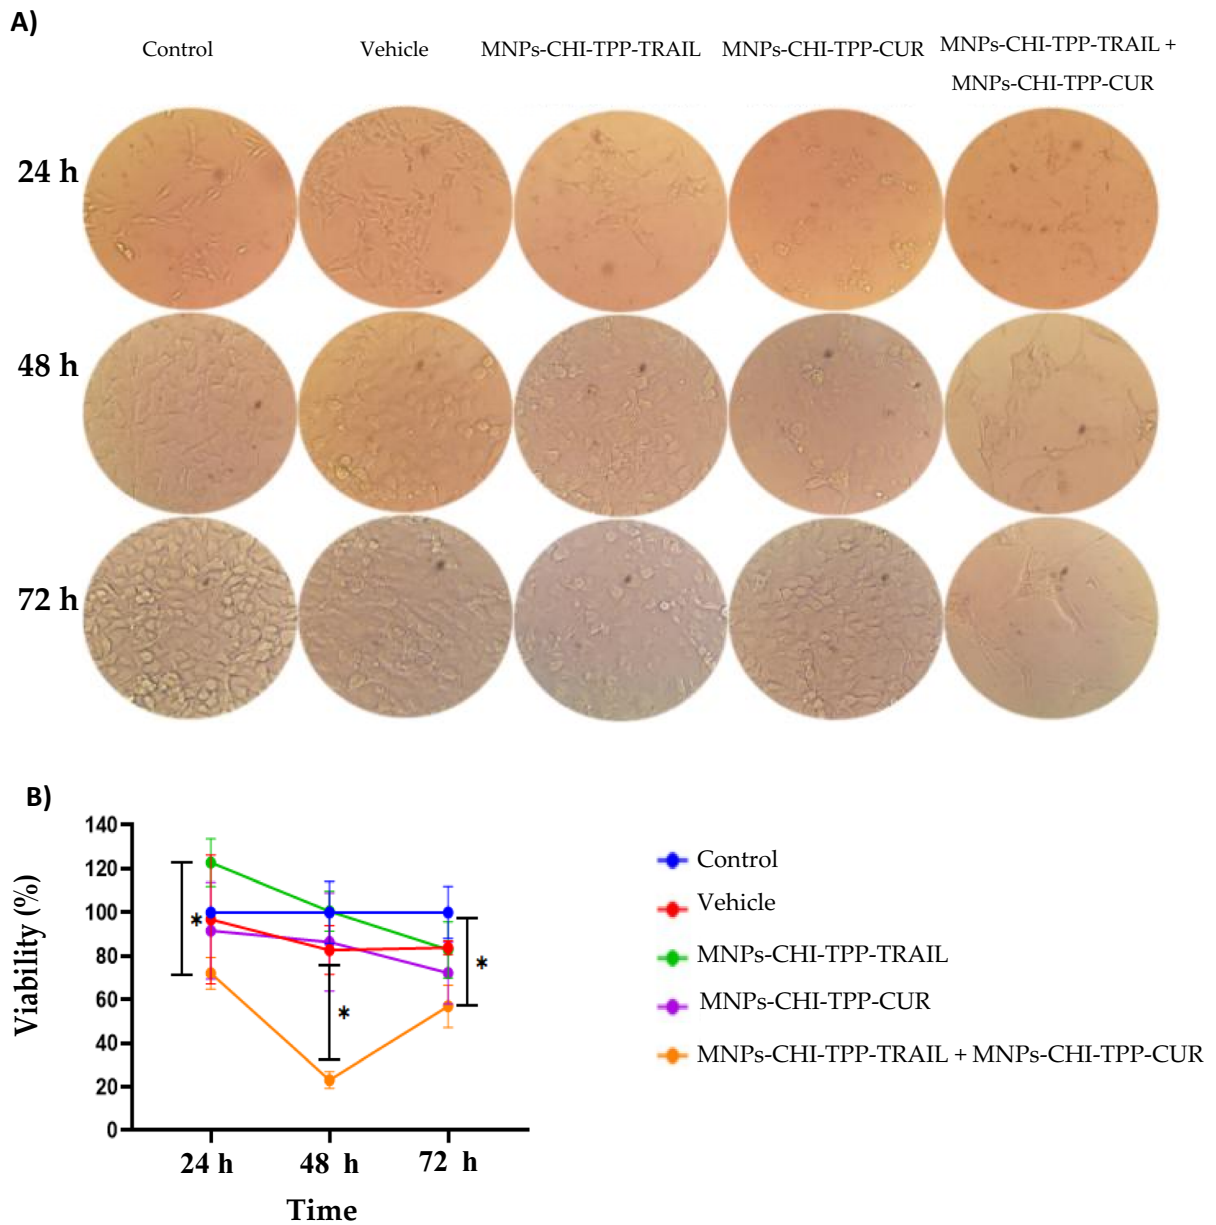 A)
Control
Vehicle
MNPs-CHI-TPP-TRAIL
MNPs-CHI-TPP-CUR
MNPs-CHI-TPP-TRAIL +
MNPs-CHI-TPP-CUR
24 h
48 h
72 h
B)
Viability (%)
140
120
100
80
60
40
20
0
*
*
*
24 h
48 h
72 h
Time
Control
Vehicle
MNPs-CHI-TPP-TRAIL
MNPs-CHI-TPP-CUR
MNPs-CHI-TPP-TRAIL + MNPs-CHI-TPP-CUR